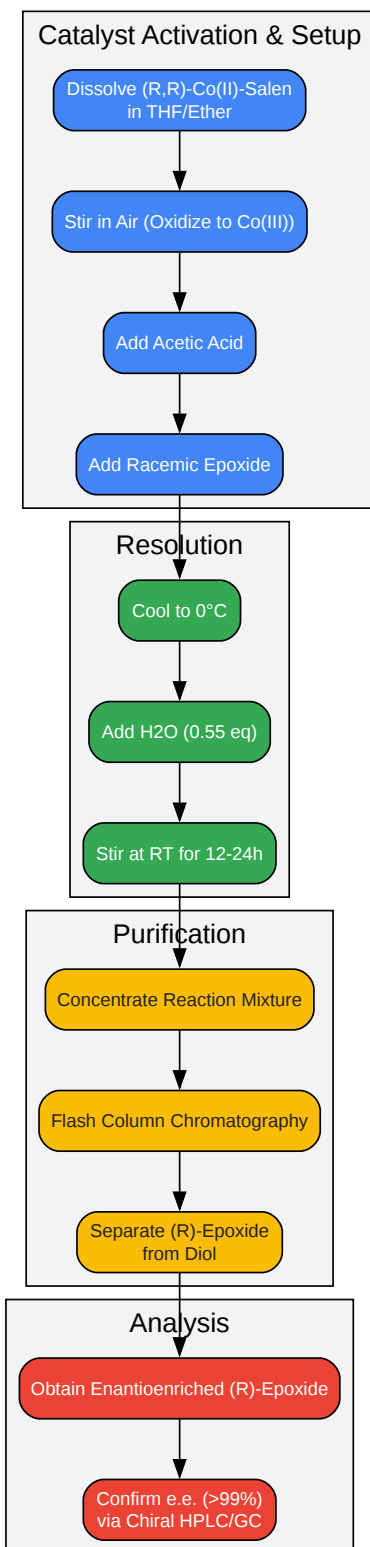 Catalyst Activation & Setup
Dissolve (R,R)-Co(II)-Salen
in THF/Ether
Stir in Air (Oxidize to Co(III))
Add Acetic Acid
Add Racemic Epoxide
Resolution
Cool to 0°C
Add H2O (0.55 eq)
Stir at RT for 12-24h
Purification
Concentrate Reaction Mixture
Flash Column Chromatography
Separate (R)-Epoxide
from Diol
Analysis
Obtain Enantioenriched (R)-Epoxide
Confirm e.e. (>99%)
via Chiral HPLC/GC